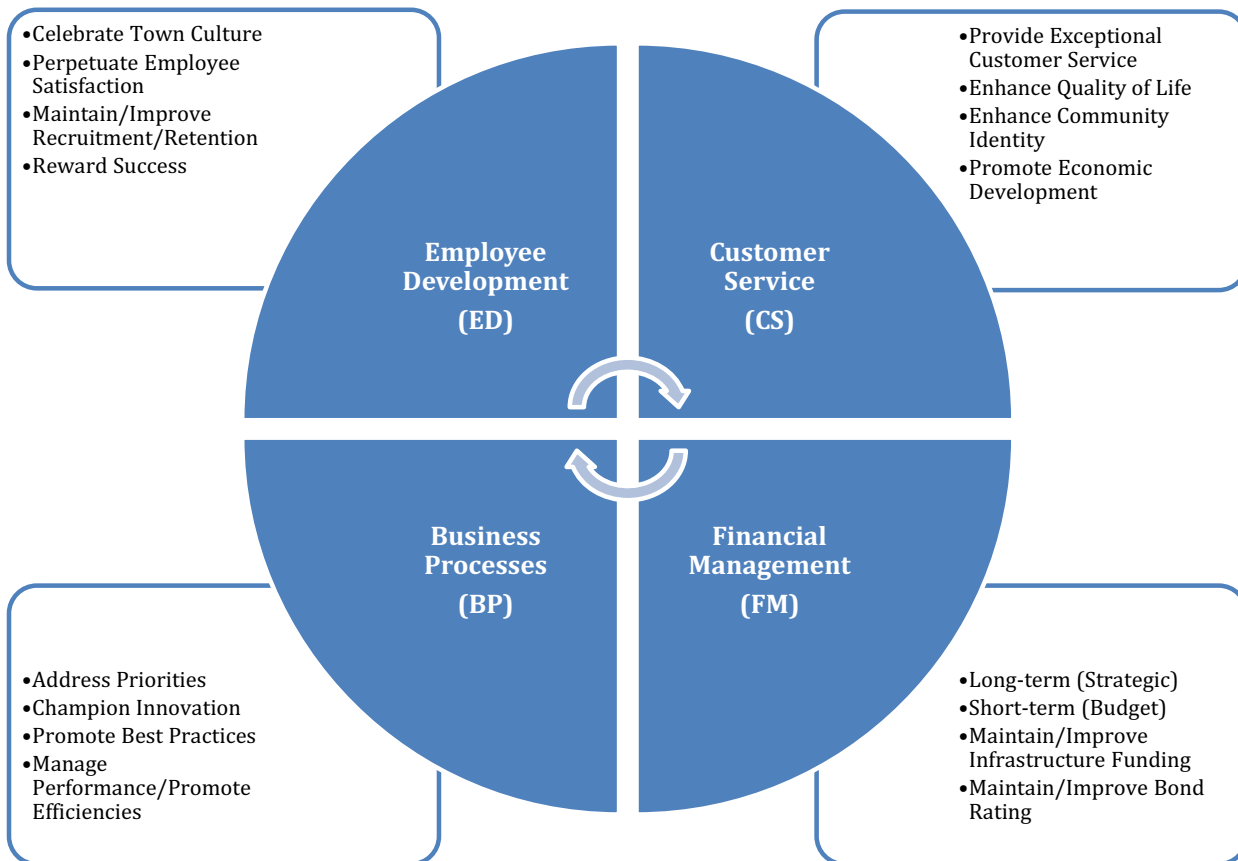 •Celebrate Town Culture
•Perpetuate Employee
Satisfaction
•Maintain/Improve
Recruitment/Retention
•Reward Success
•Provide Exceptional
Customer Service
•Enhance Quality of Life
•Enhance Community
Identity
•Promote Economic
Development
Employee
Development
(ED)
Customer
Service
(CS)
Business
Processes
(BP)
Financial
Management
(FM)
•Address Priorities
•Champion Innovation
•Promote Best Practices
•Manage
Performance/Promote
Efficiencies
•Long-term (Strategic)
•Short-term (Budget)
•Maintain/Improve
Infrastructure Funding
•Maintain/Improve Bond
Rating